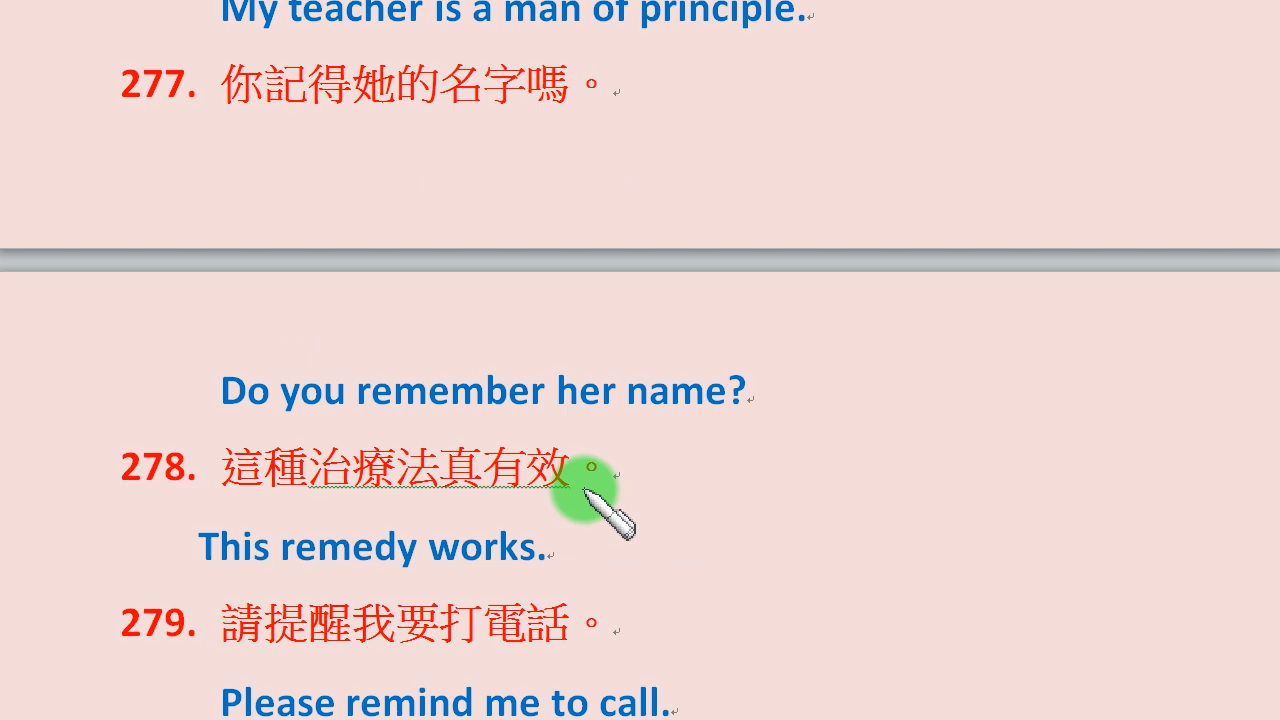 My teacher is a man of principle.
277. 你記得她的名字嗎。
Do you remember her name?
278. 這種治療法真有效。
This remedy works.
279. 請提醒我要打電話。
Please remind me to call.